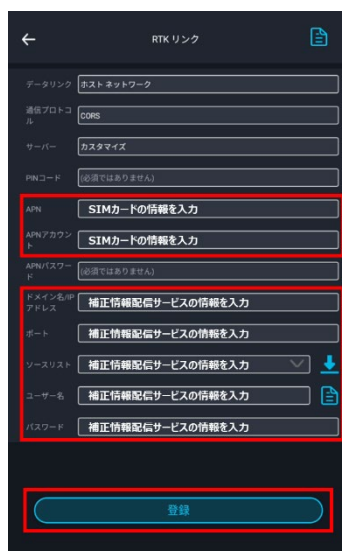 RTK リンク
データリンク ホスト ネットワーク
通信プロトコ
ル CORS
サーバー カスタマイズ
PINコード (必須ではありません)
APN SIMカードの情報を入力
APNアカウン
ト SIMカードの情報を入力
APNパスワー
ド (必須ではありません)
ドメイン名/IP
アドレス 補正情報配信サービスの情報を入力
ポート 補正情報配信サービスの情報を入力
ソースリスト 補正情報配信サービスの情報を入力
ユーザー名 補正情報配信サービスの情報を入力
パスワード 補正情報配信サービスの情報を入力
登録